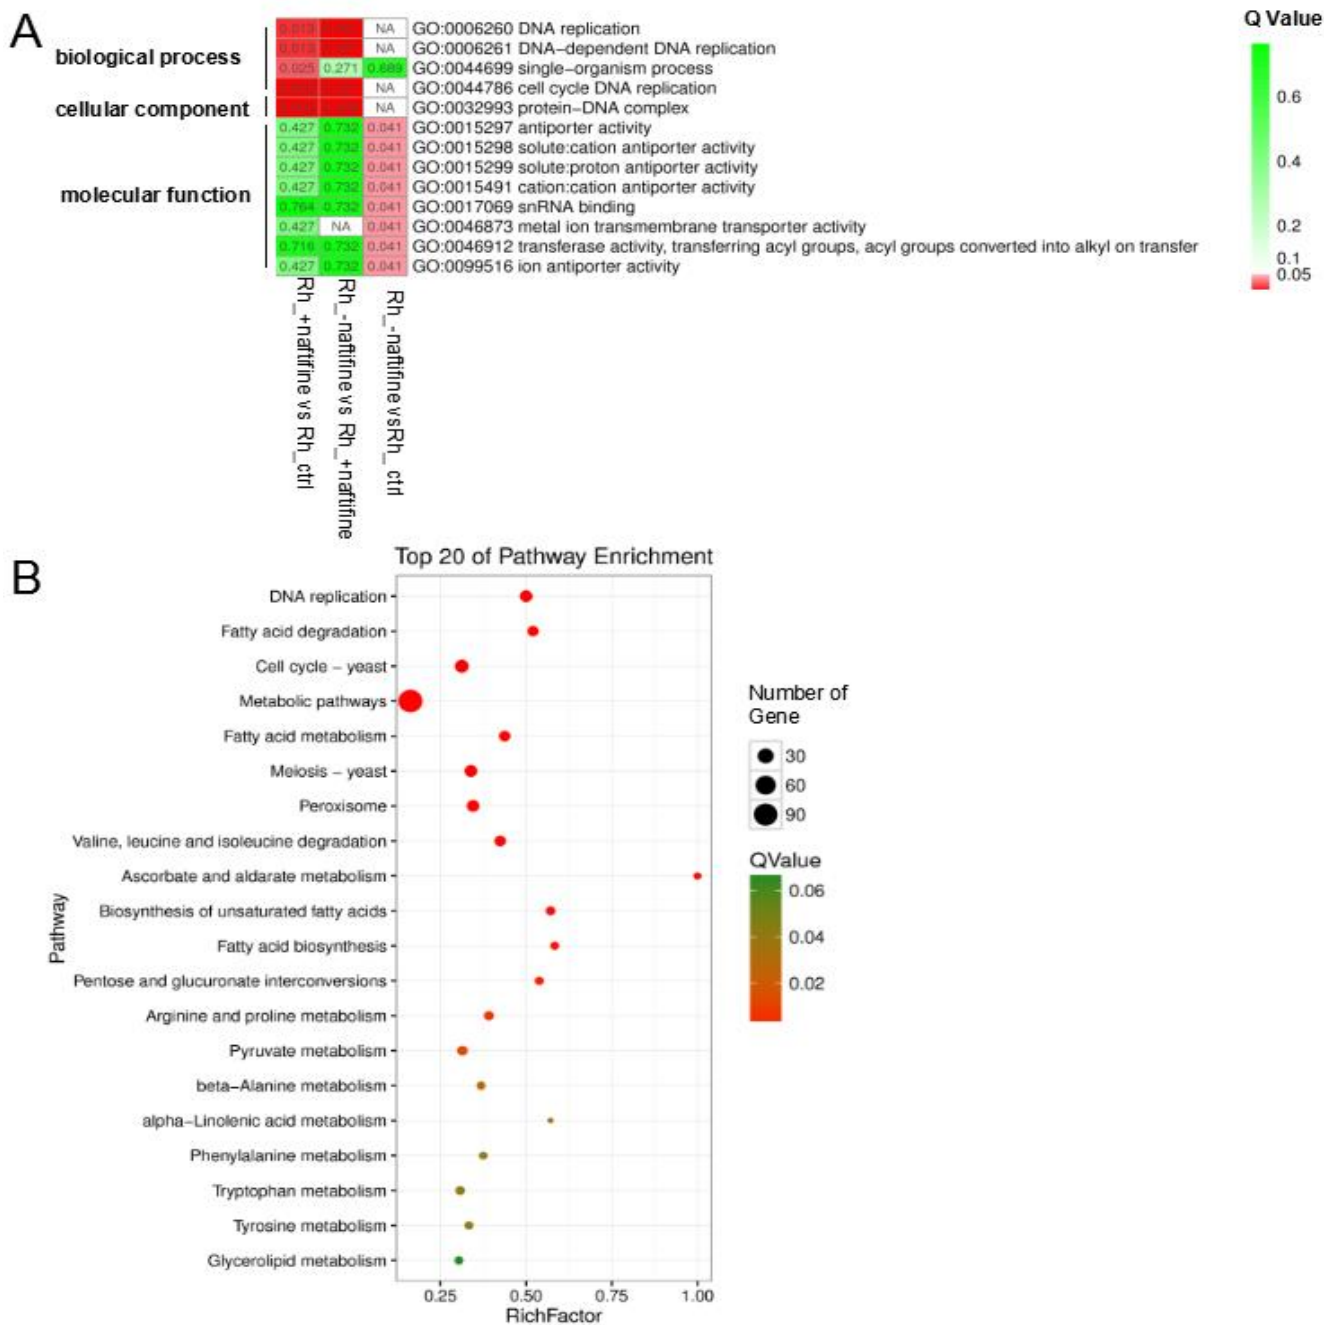 A
Q Value
biological process
cellular component
molecular function
0.013 NA GO:0006260 DNA replication
0.013 NA GO:0006261 DNA-dependent DNA replication
0.025 0.271 0.689 GO:0044699 single-organism process
NA GO:0044786 cell cycle DNA replication
NA GO:0032993 protein-DNA complex
0.427 0.732 0.041 GO:0015297 antiporter activity
0.427 0.732 0.041 GO:0015298 solute:cation antiporter activity
0.427 0.732 0.041 GO:0015299 solute:proton antiporter activity
0.427 0.732 0.041 GO:0015491 cation:cation antiporter activity
0.764 0.732 0.041 GO:0017069 snRNA binding
0.427 NA 0.041 GO:0046873 metal ion transmembrane transporter activity
0.716 0.732 0.041 GO:0046912 transferase activity, transferring acyl groups, acyl groups converted into alkyl on transfer
0.427 0.732 0.041 GO:0099516 ion antiporter activity
0.6
0.4
0.2
0.1
0.05
Rh_+naftifine vs Rh_ctrl
Rh_-naftifine vs Rh_+naftifine
Rh_-naftifine vsRh_ctrl
B
Top 20 of Pathway Enrichment
Pathway
DNA replication
Fatty acid degradation
Cell cycle – yeast
Metabolic pathways
Fatty acid metabolism
Meiosis – yeast
Peroxisome
Valine, leucine and isoleucine degradation
Ascorbate and aldarate metabolism
Biosynthesis of unsaturated fatty acids
Fatty acid biosynthesis
Pentose and glucuronate interconversions
Arginine and proline metabolism
Pyruvate metabolism
beta–Alanine metabolism
alpha–Linolenic acid metabolism
Phenylalanine metabolism
Tryptophan metabolism
Tyrosine metabolism
Glycerolipid metabolism
0.25 0.50 0.75 1.00
RichFactor
Number of
Gene
30
60
90
QValue
0.06
0.04
0.02